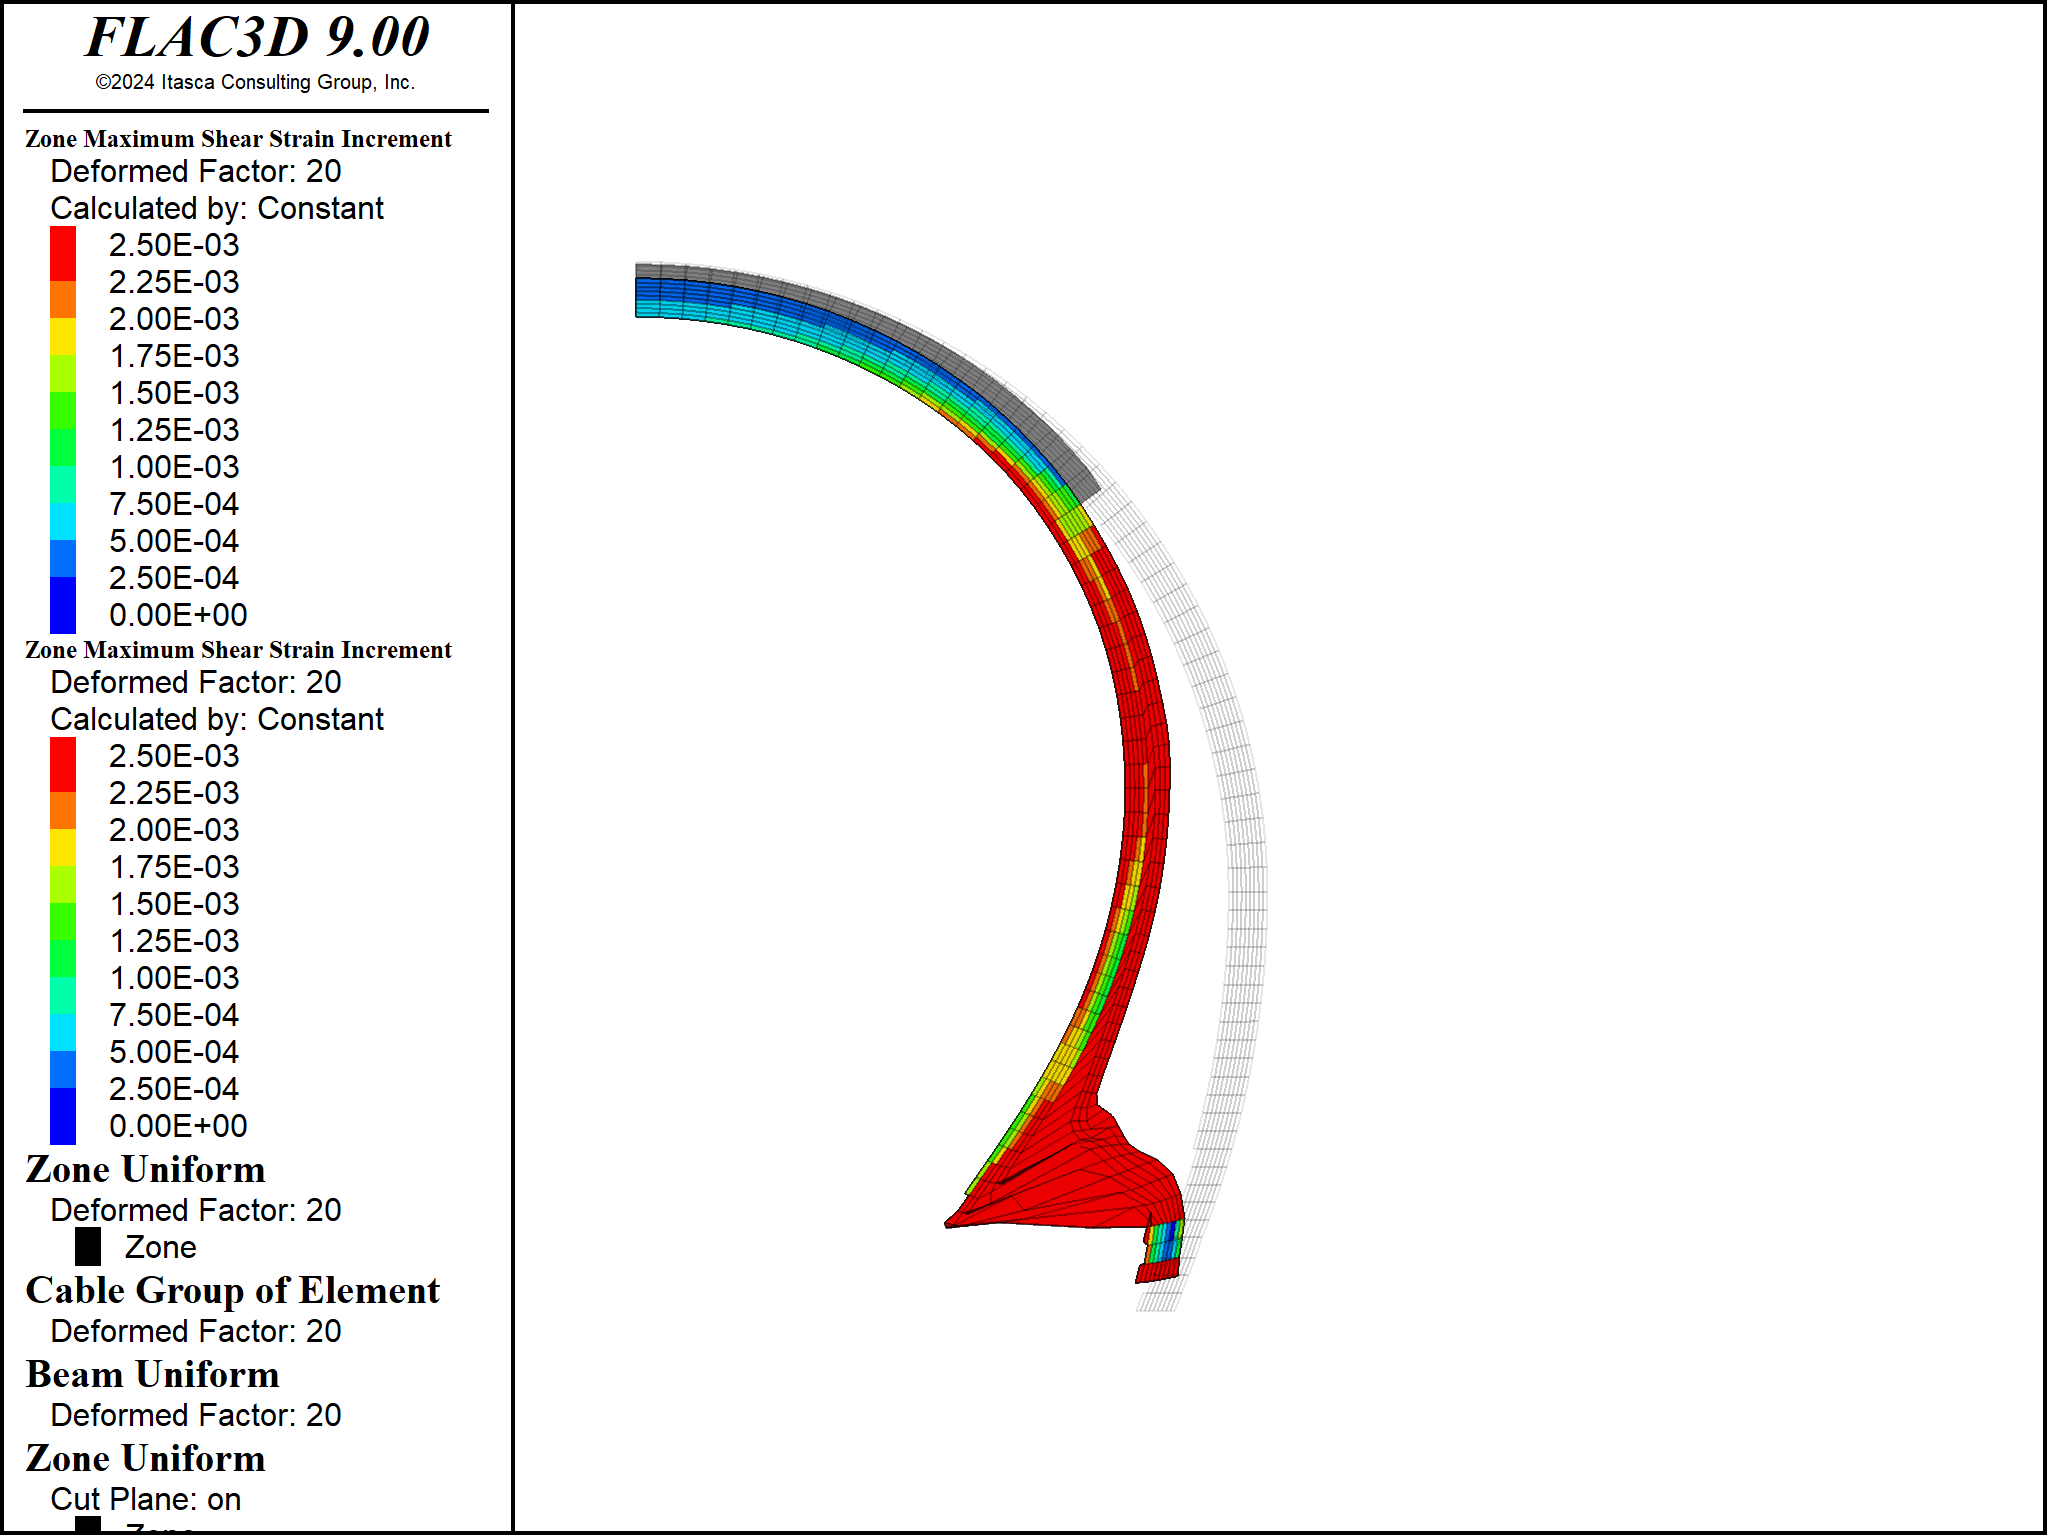 FLAC3D 9.00
©2024 Itasca Consulting Group, Inc.
Zone Maximum Shear Strain Increment
Deformed Factor: 20
Calculated by: Constant
2.50E-03
2.25E-03
2.00E-03
1.75E-03
1.50E-03
1.25E-03
1.00E-03
7.50E-04
5.00E-04
2.50E-04
0.00E+00
Zone Maximum Shear Strain Increment
Deformed Factor: 20
Calculated by: Constant
2.50E-03
2.25E-03
2.00E-03
1.75E-03
1.50E-03
1.25E-03
1.00E-03
7.50E-04
5.00E-04
2.50E-04
0.00E+00
Zone Uniform
Deformed Factor: 20
Zone
Cable Group of Element
Deformed Factor: 20
Beam Uniform
Deformed Factor: 20
Zone Uniform
Cut Plane: on